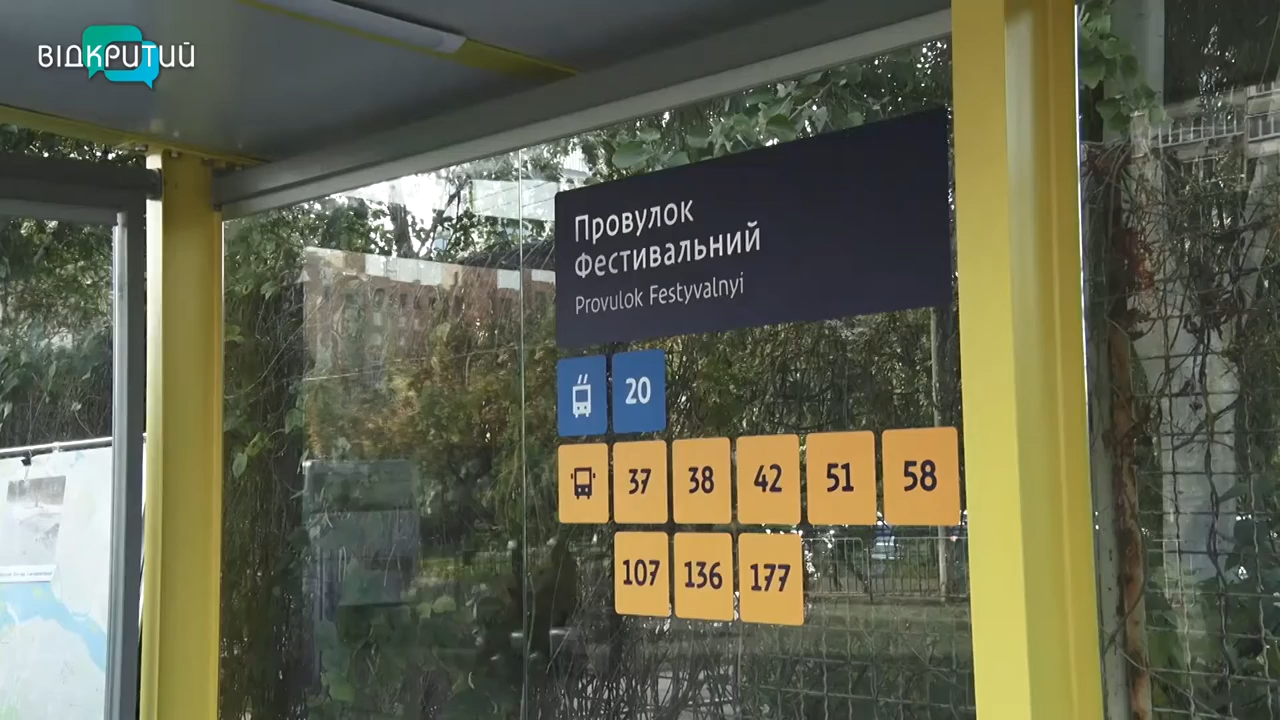 ВІДКРИТИЙ
Провулок
Фестивальний
Provulok Festyvalnyi
20
37 38 42 51 58
107 136 177